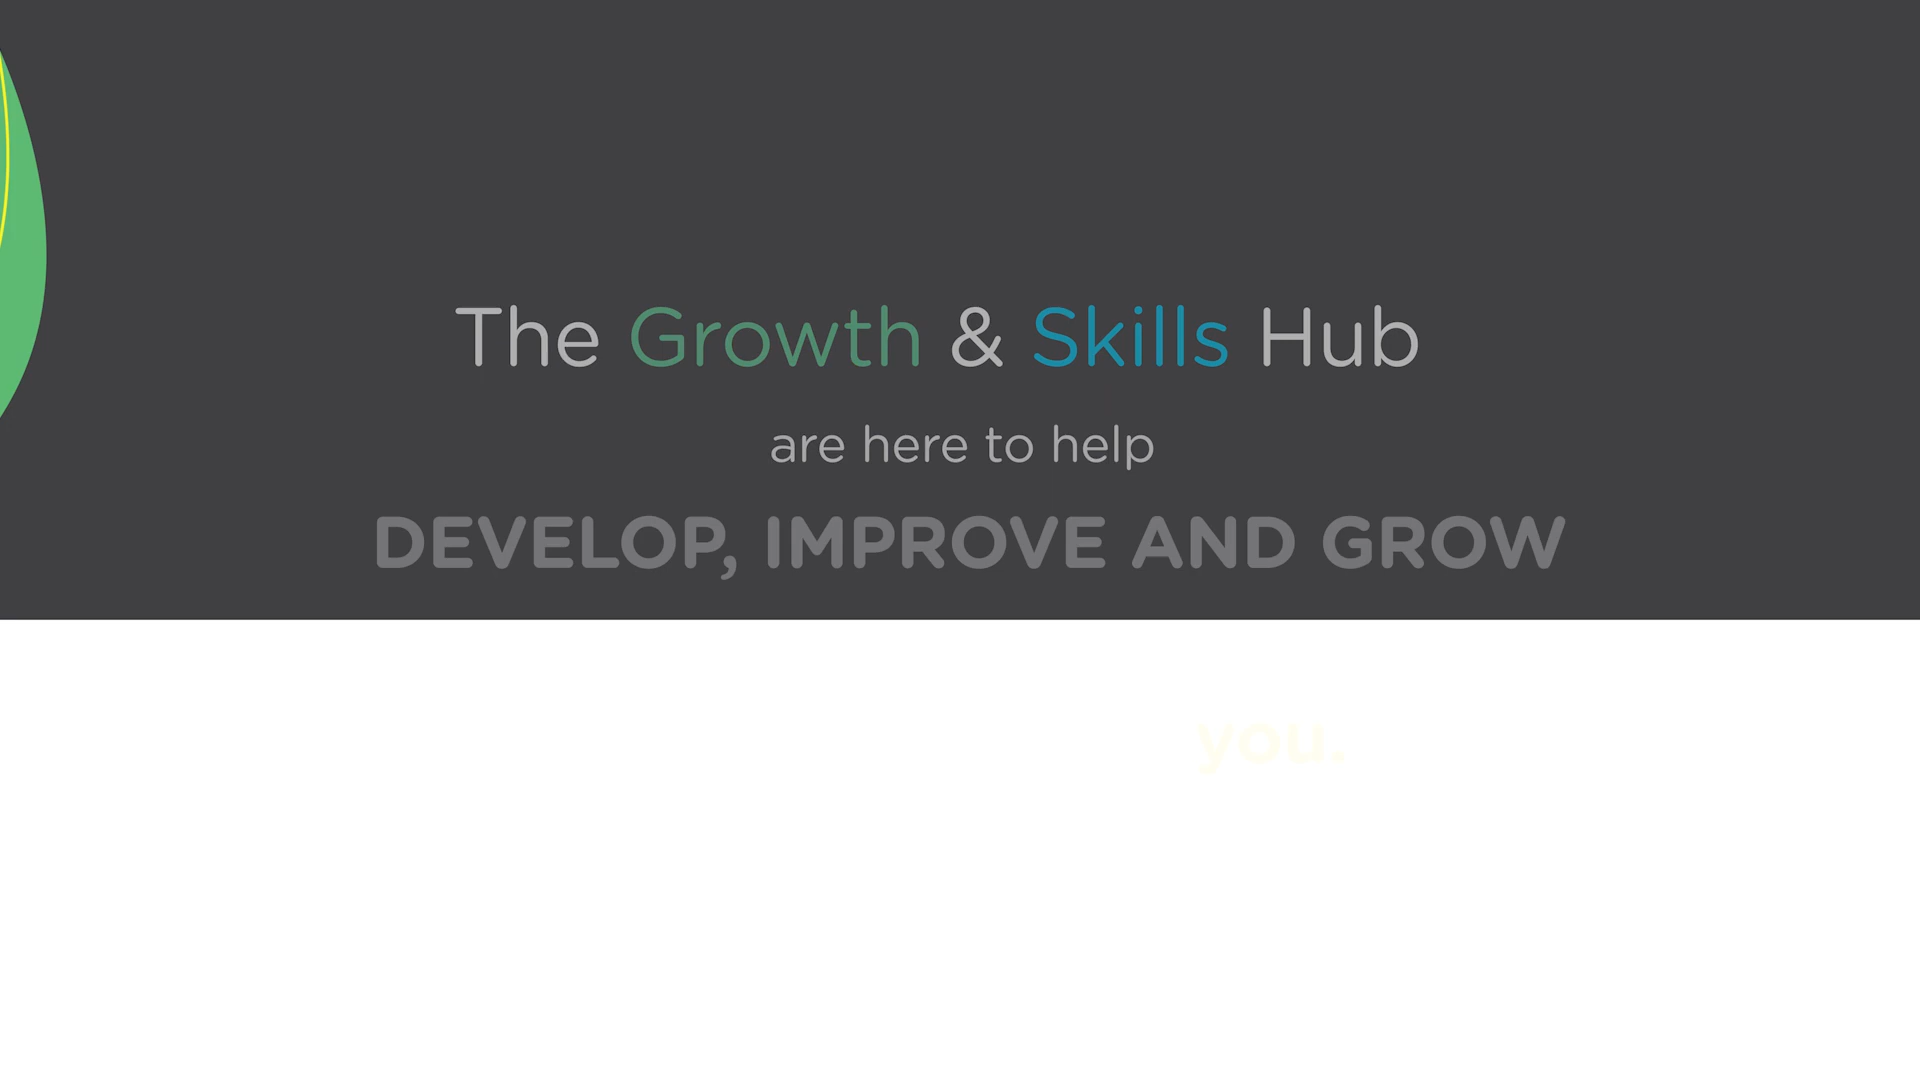 The Growth & Skills Hub
are here to help
DEVELOP, IMPROVE AND GROW
you.